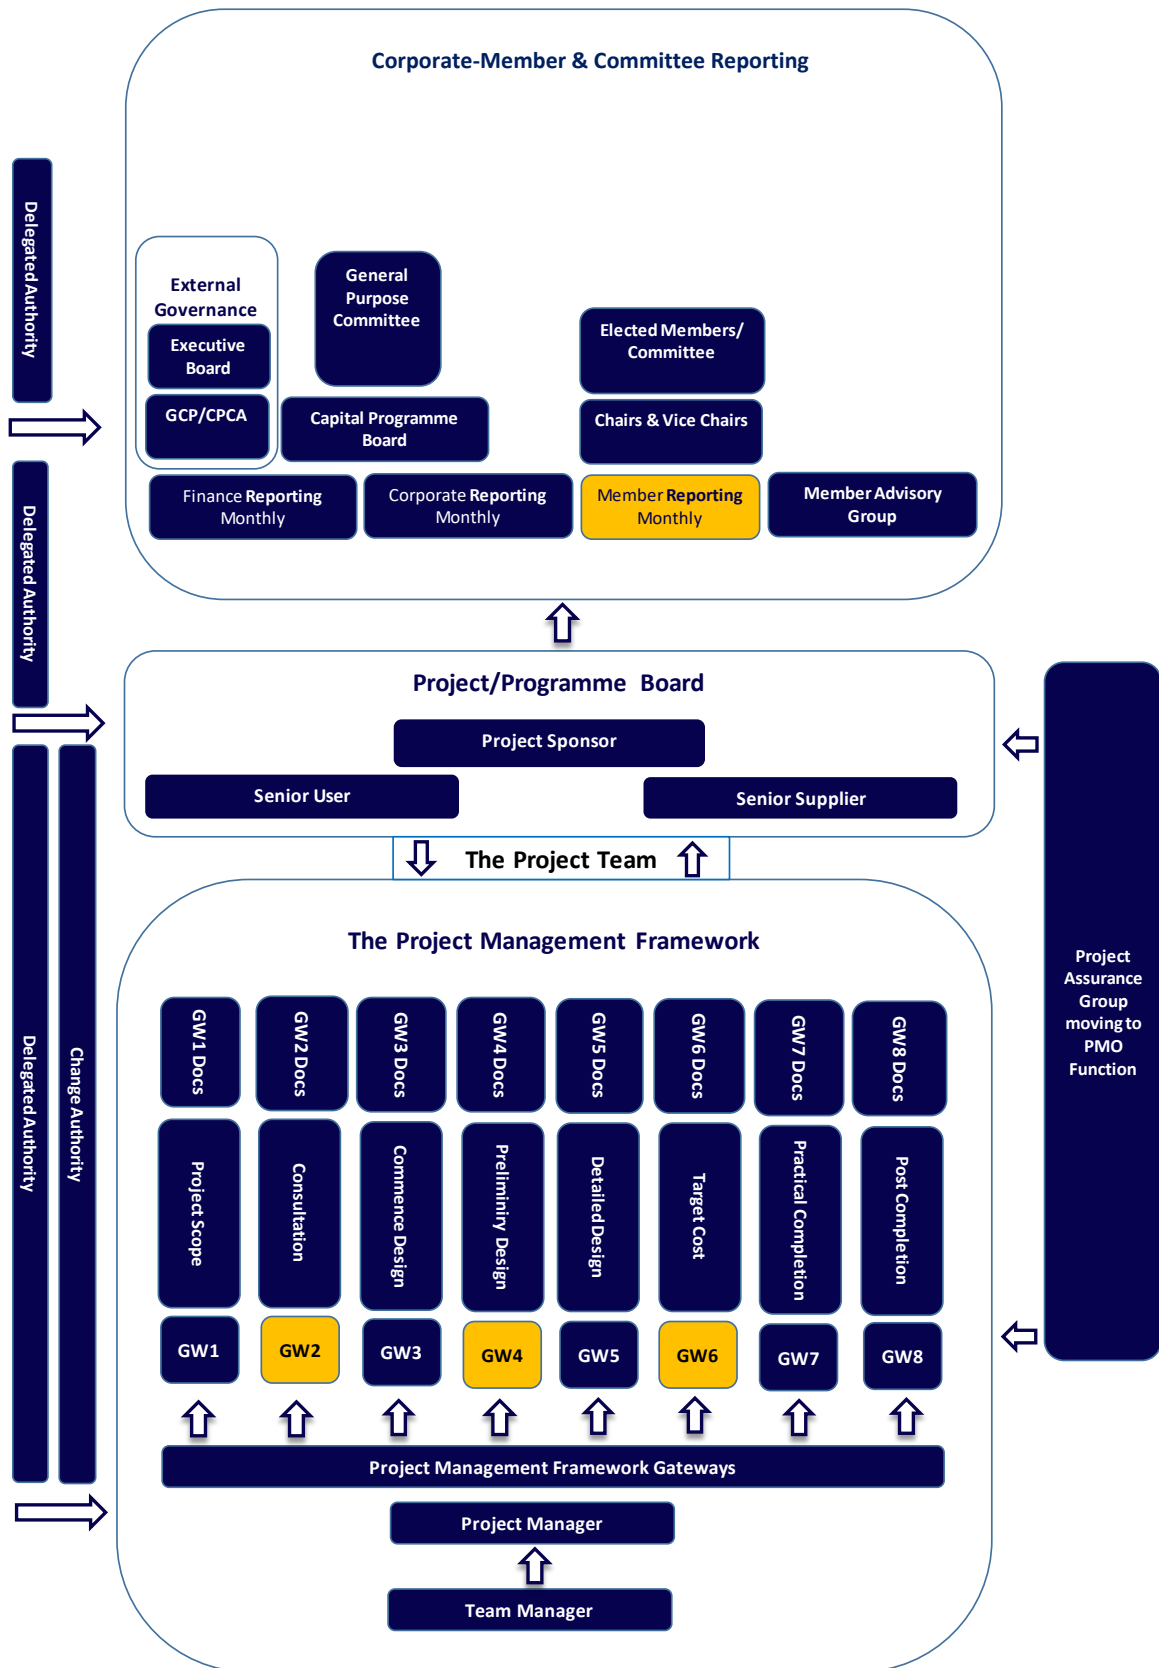 Corporate-Member & Committee Reporting
Delegated Authority
External
Governance
Executive
Board
GCP/CPCA
General
Purpose
Committee
Capital Programme
Board
Elected Members/
Committee
Chairs & Vice Chairs
Finance Reporting
Monthly
Corporate Reporting
Monthly
Member Reporting
Monthly
Member Advisory
Group
Delegated Authority
Project/Programme Board
Project Sponsor
Senior User
Senior Supplier
The Project Team
The Project Management Framework
Delegated Authority
Change Authority
GW1 Docs
GW2 Docs
GW3 Docs
GW4 Docs
GW5 Docs
GW6 Docs
GW7 Docs
GW8 Docs
Project Scope
Consultation
Commence Design
Preliminiry Design
Detailed Design
Target Cost
Practical Completion
Post Completion
GW1
GW2
GW3
GW4
GW5
GW6
GW7
GW8
Project Management Framework Gateways
Project Manager
Team Manager
Project
Assurance
Group
moving to
PMO
Function